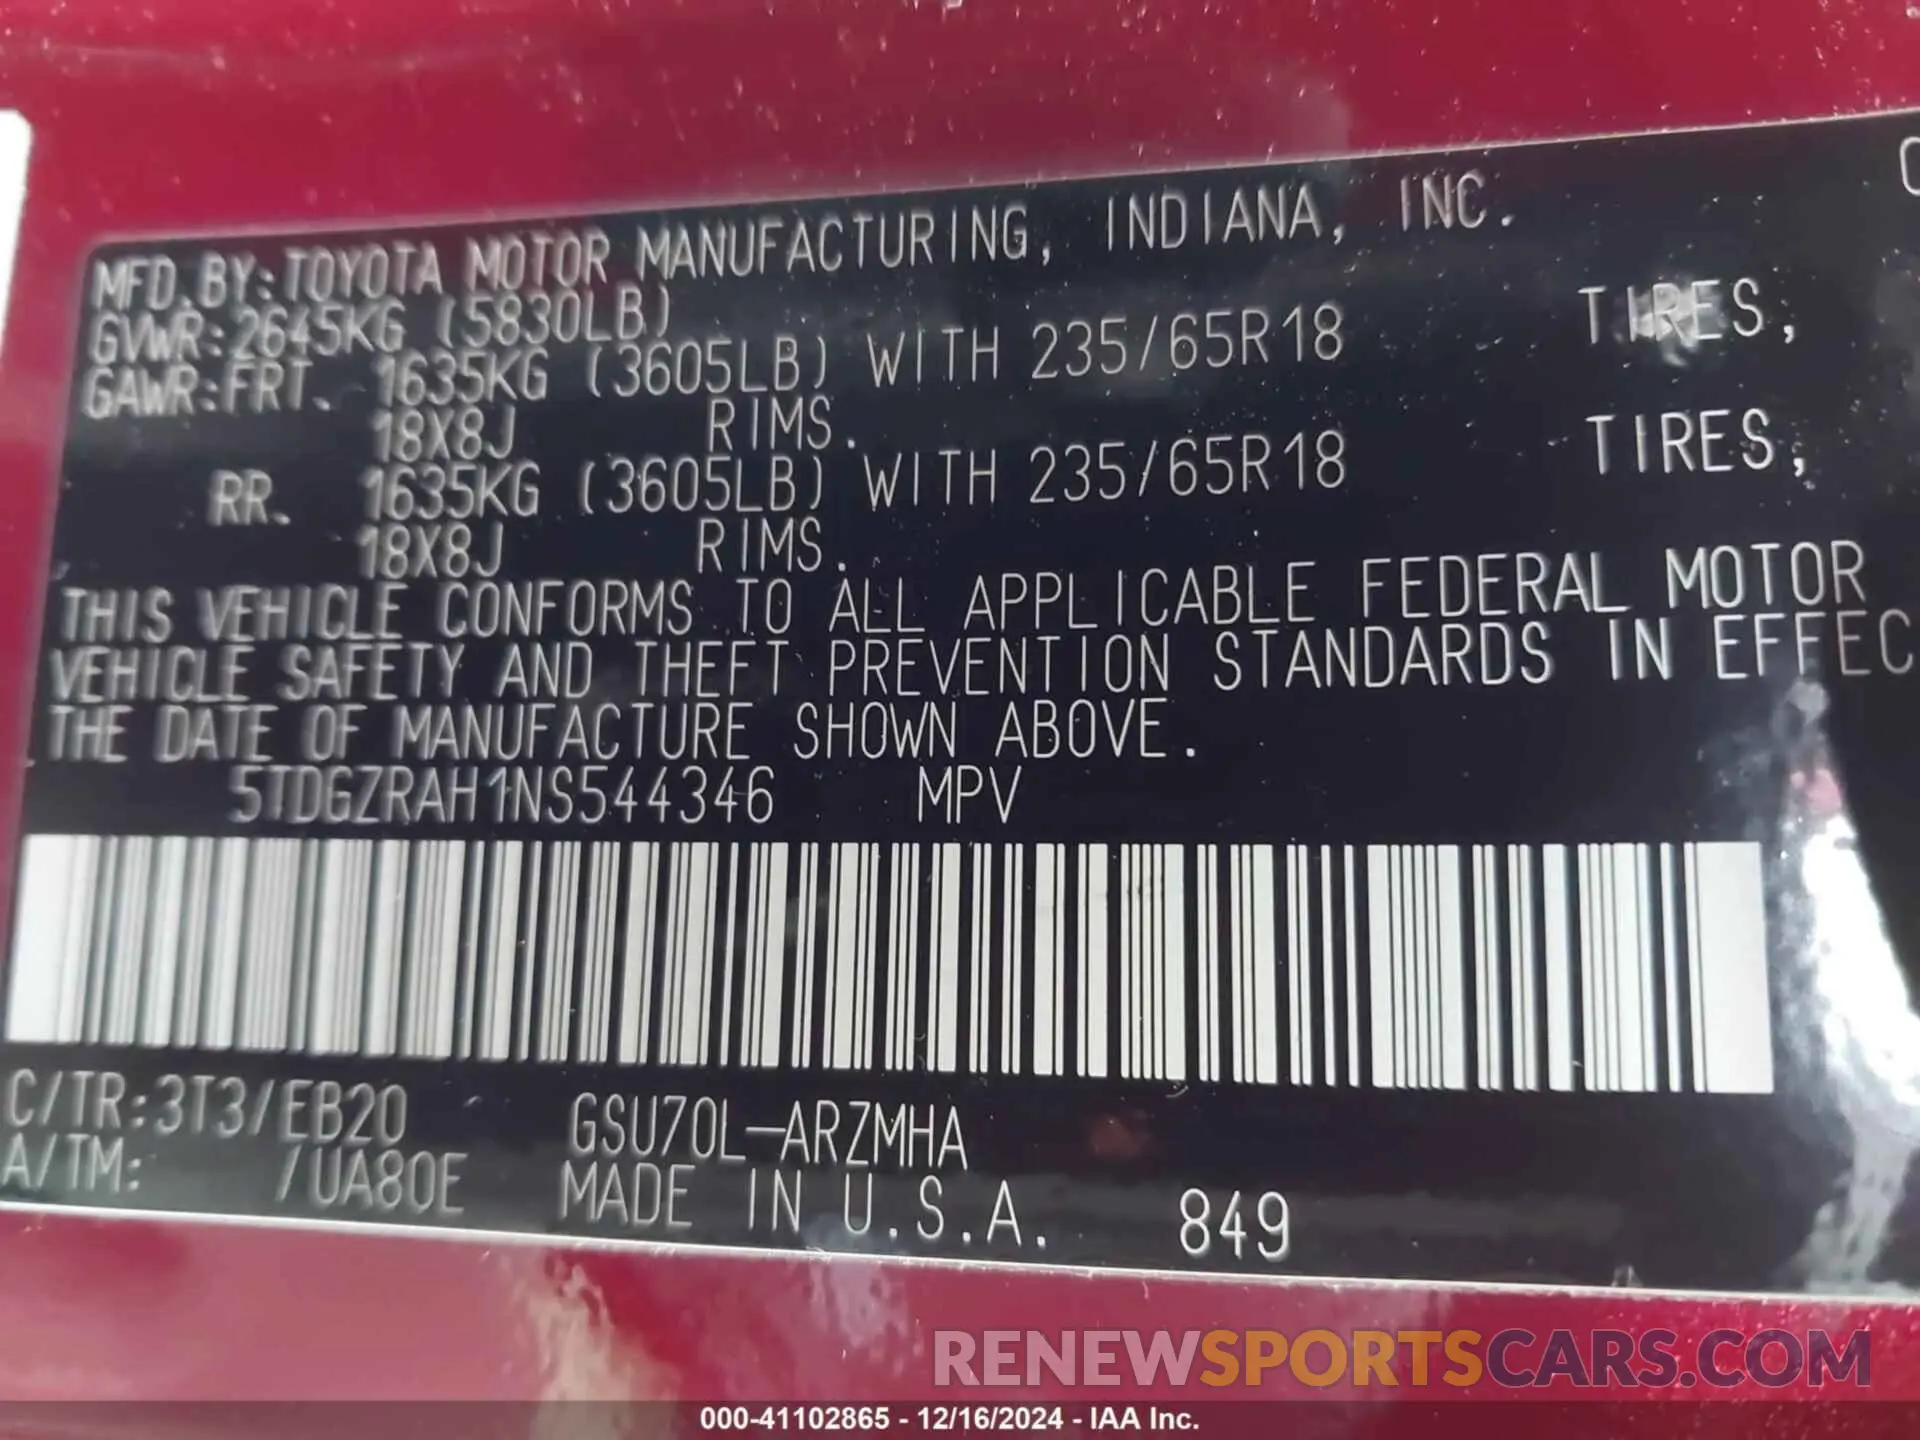 MFD.BY:TOYOTA MOTOR MANUFACTURING, INDIANA, INC.
GVWR:2645KG (5830LB)
GAWR:FRT. 1635KG (3605LB) WITH 235/65R18 TIRES,
18X8J RIMS.
RR. 1635KG (3605LB) WITH 235/65R18 TIRES,
18X8J RIMS.
THIS VEHICLE CONFORMS TO ALL APPLICABLE FEDERAL MOTOR
VEHICLE SAFETY AND THEFT PREVENTION STANDARDS IN EFFEC
THE DATE OF MANUFACTURE SHOWN ABOVE.
5TDGZRAH1NS544346 MPV
C/TR:3T3/EB20 GSU70L-ARZMHA
A/TM: /UA80E MADE IN U.S.A. 849
RENEWSPORTSCARS.COM
000-41102865 - 12/16/2024 - IAA Inc.